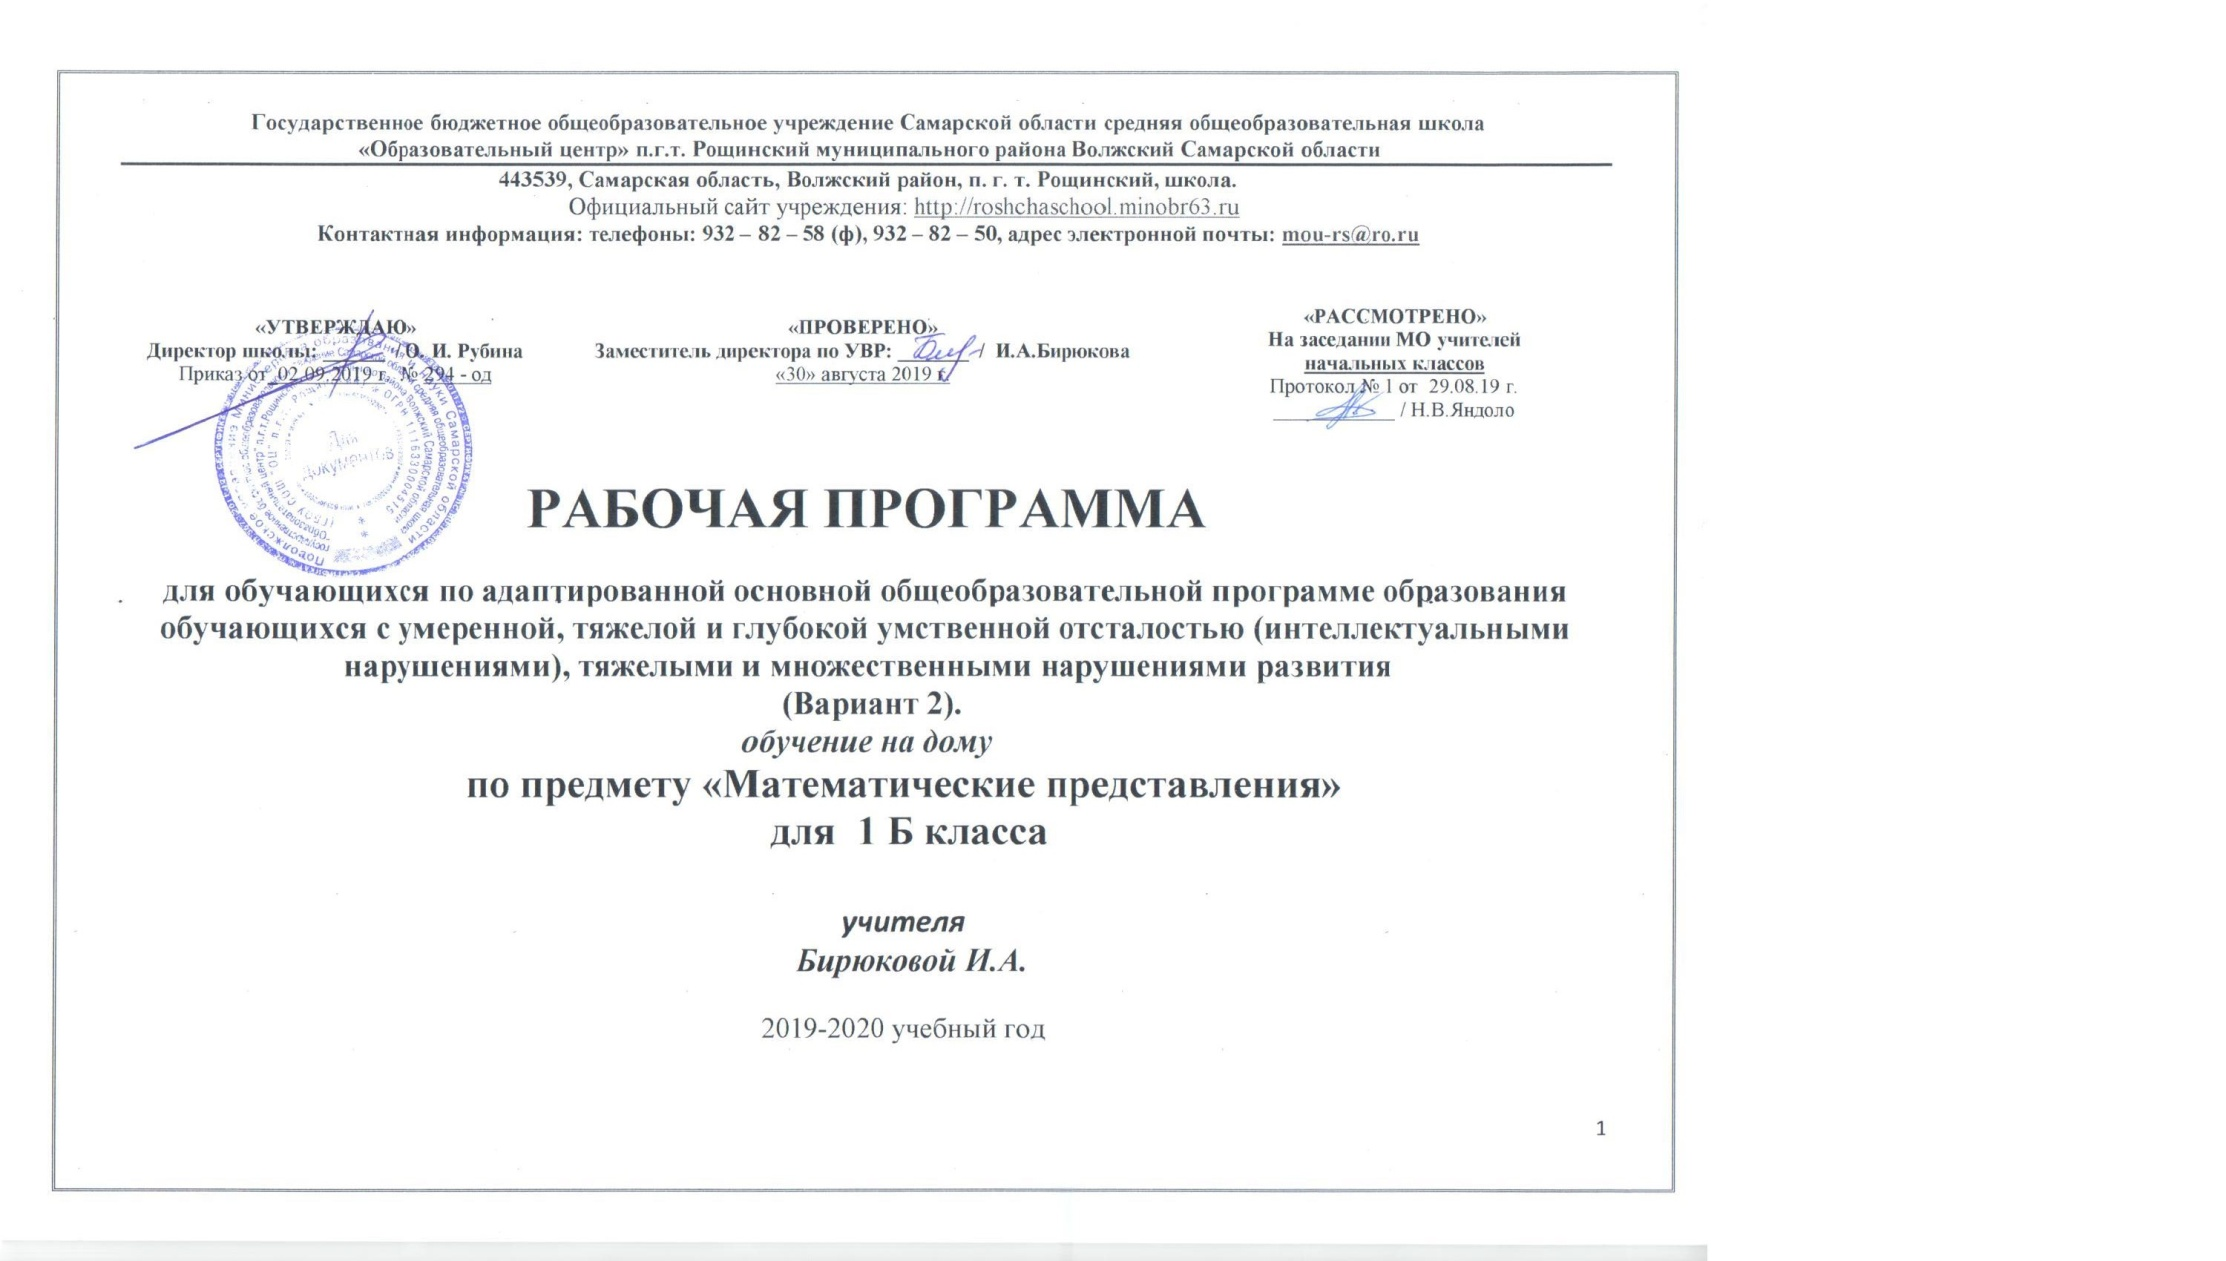 Государственное бюджетное общеобразовательное учреждение Самарской области средняя общеобразовательная школа
«Образовательный центр» п.г.т. Рощинский муниципального района Волжский Самарской области
443539, Самарская область, Волжский район, п. г. т. Рощинский, школа.
Официальный сайт учреждения: http://roshchaschool.minobr63.ru
Контактная информация: телефоны: 932 – 82 – 58 (ф), 932 – 82 – 50, адрес электронной почты: mou-rs@ro.ru
«УТВЕРЖДАЮ»
Директор школы: ______ / О. И. Рубина
Приказ от 02.09.2019 г. № 294 - од
«ПРОВЕРЕНО»
Заместитель директора по УВР: _______/ И.А.Бирюкова
«30» августа 2019 г.
«РАССМОТРЕНО»
На заседании МО учителей
начальных классов
Протокол № 1 от 29.08.19 г.
____________ / Н.В.Яндоло
Для
документов
РАБОЧАЯ ПРОГРАММА
для обучающихся по адаптированной основной общеобразовательной программе образования
обучающихся с умеренной, тяжелой и глубокой умственной отсталостью (интеллектуальными
нарушениями), тяжелыми и множественными нарушениями развития
(Вариант 2).
обучение на дому
по предмету «Математические представления»
для 1 Б класса
учителя
Бирюковой И.А.
2019-2020 учебный год
1